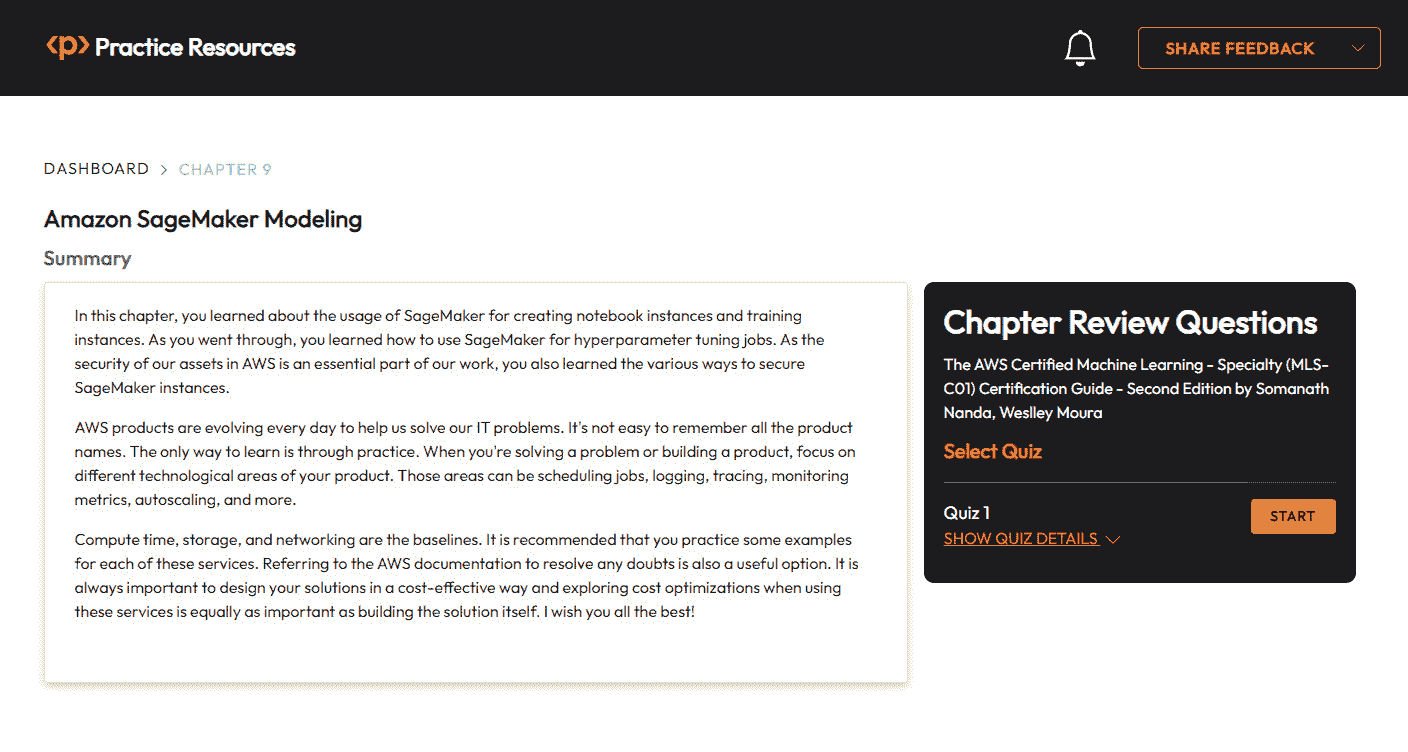 <p> Practice Resources
SHARE FEEDBACK
DASHBOARD > CHAPTER 9
Amazon SageMaker Modeling
Summary
In this chapter, you learned about the usage of SageMaker for creating notebook instances and training
instances. As you went through, you learned how to use SageMaker for hyperparameter tuning jobs. As the
security of our assets in AWS is an essential part of our work, you also learned the various ways to secure
SageMaker instances.
AWS products are evolving every day to help us solve our IT problems. It's not easy to remember all the product
names. The only way to learn is through practice. When you're solving a problem or building a product, focus on
different technological areas of your product. Those areas can be scheduling jobs, logging, tracing, monitoring
metrics, autoscaling, and more.
Compute time, storage, and networking are the baselines. It is recommended that you practice some examples
for each of these services. Referring to the AWS documentation to resolve any doubts is also a useful option. It is
always important to design your solutions in a cost-effective way and exploring cost optimizations when using
these services is equally as important as building the solution itself. I wish you all the best!
Chapter Review Questions
The AWS Certified Machine Learning - Specialty (MLS-
C01) Certification Guide - Second Edition by Somanath
Nanda, Weslley Moura
Select Quiz
Quiz 1
START
SHOW QUIZ DETAILS